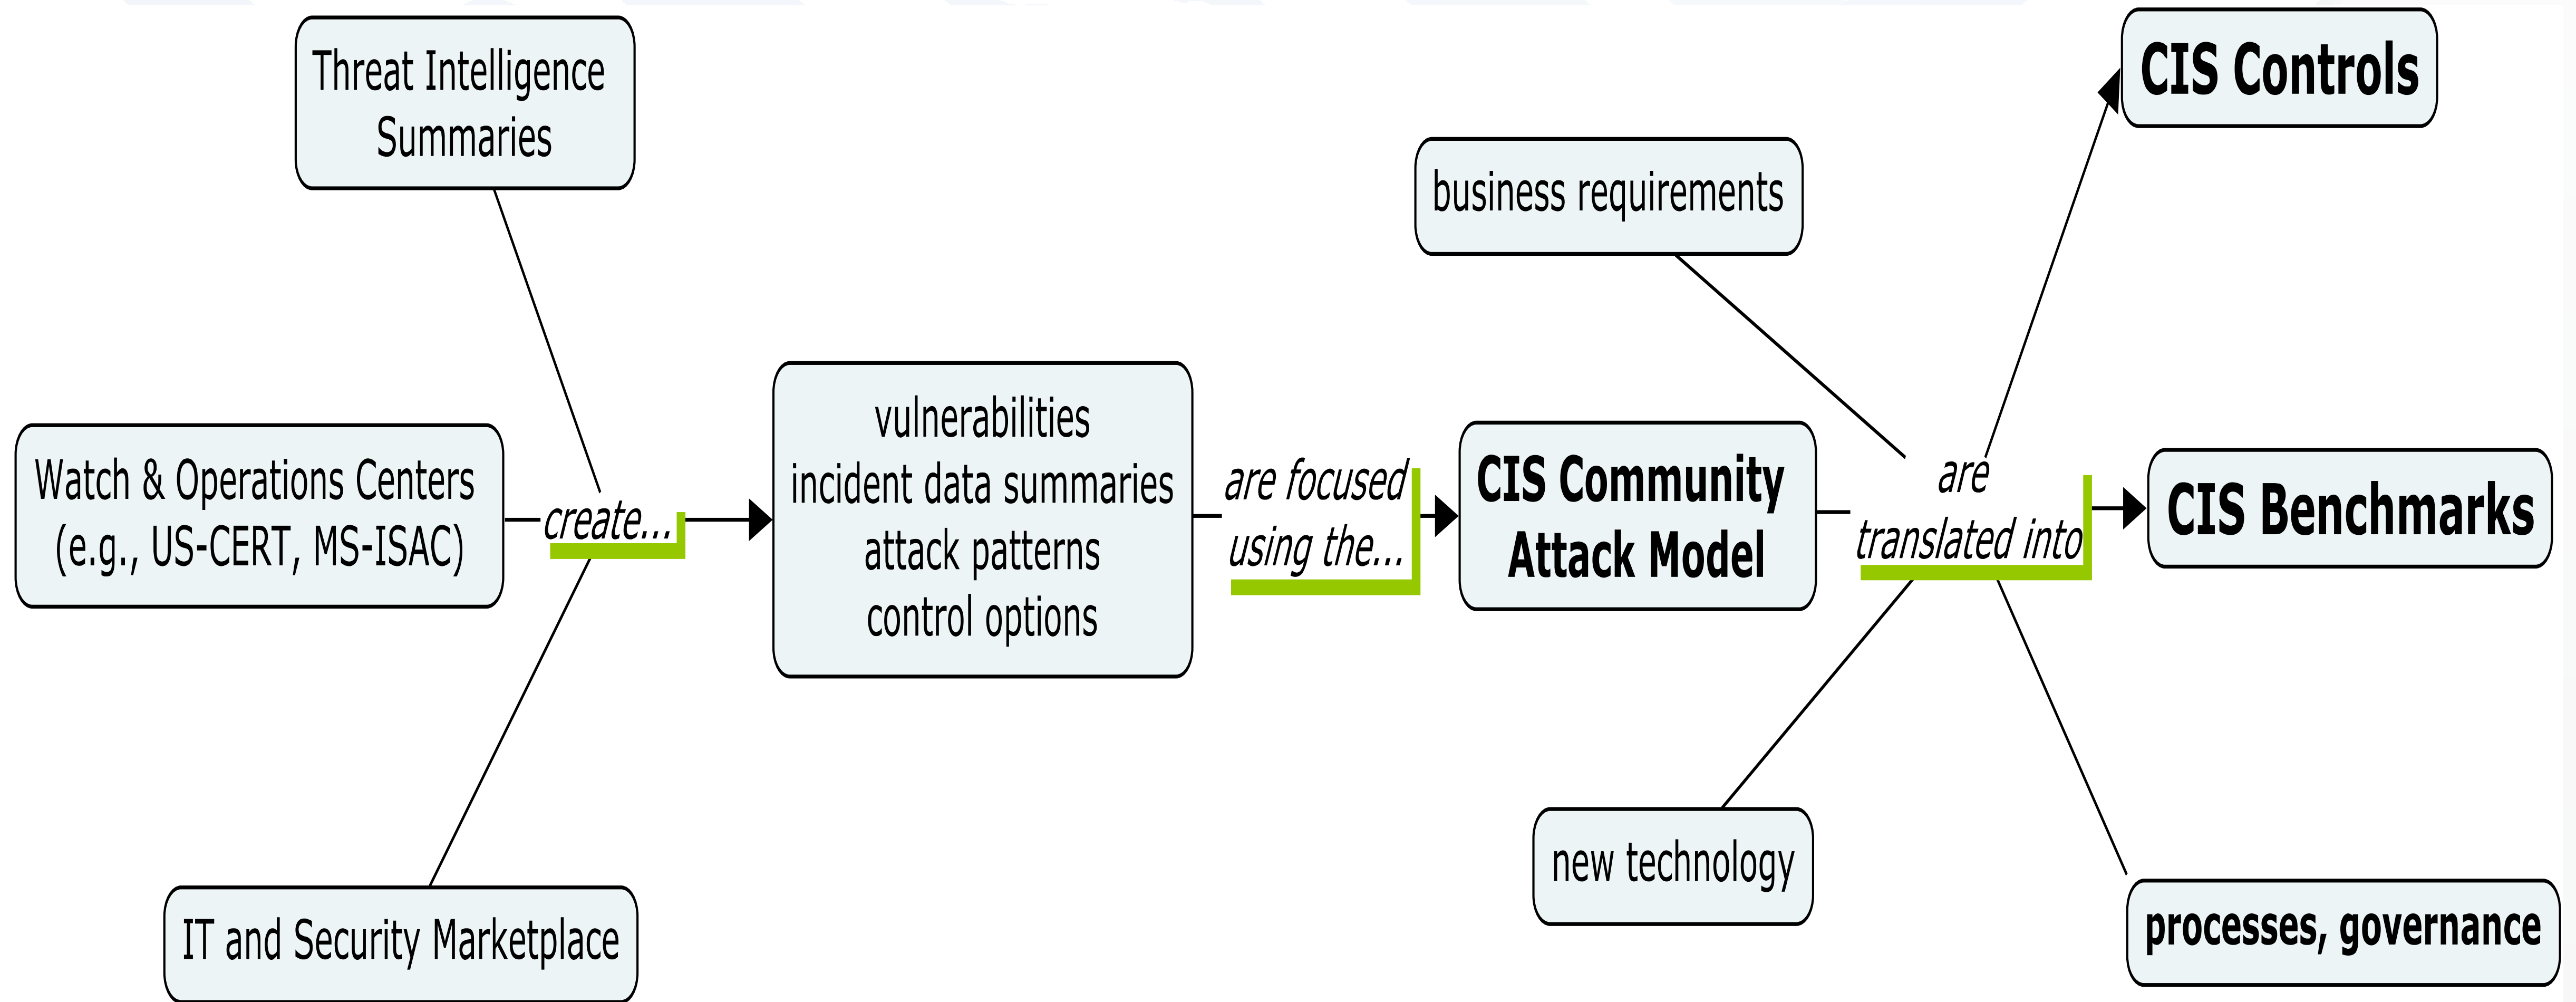 Threat Intelligence
Summaries
Watch & Operations Centers
(e.g., US-CERT, MS-ISAC)
IT and Security Marketplace
create...
vulnerabilities
incident data summaries
attack patterns
control options
are focused
using the...
CIS Community
Attack Model
business requirements
new technology
are
translated into
CIS Controls
CIS Benchmarks
processes, governance